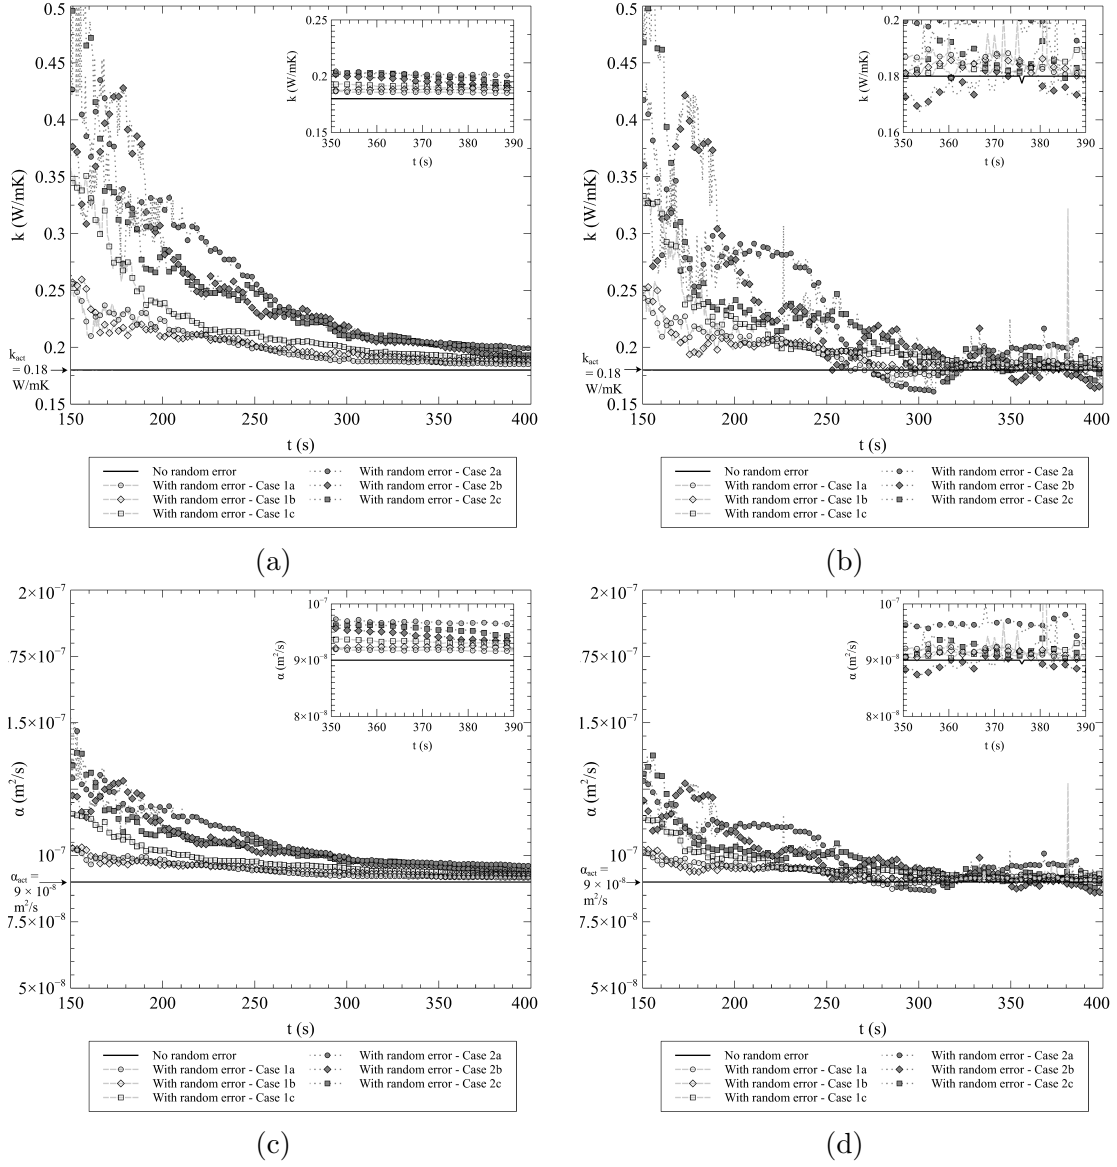 0.5
0.45
0.4
0.35
0.3
0.25
0.2
0.15
k (W/mK)
k_act
= 0.18
W/mK
150 200 250 300 350 400
t (s)
0.25
0.2
0.15
k
(W/mK)
350 360 370 380 390
t (s)
No random error
With random error - Case 1a
With random error - Case 1b
With random error - Case 1c
With random error - Case 2a
With random error - Case 2b
With random error - Case 2c
(a)
0.5
0.45
0.4
0.35
0.3
0.25
0.2
0.15
k (W/mK)
k_act
= 0.18
W/mK
150 200 250 300 350 400
t (s)
0.2
0.18
0.16
k
(W/mK)
350 360 370 380 390
t (s)
No random error
With random error - Case 1a
With random error - Case 1b
With random error - Case 1c
With random error - Case 2a
With random error - Case 2b
With random error - Case 2c
(b)
2×10⁻⁷
75×10⁻⁷
1.5×10⁻⁷
10⁻⁷
7.5×10⁻⁸
5×10⁻⁸
α (m²/s)
α_act =
9 × 10⁻⁸
m²/s
150 200 250 300 350 400
t (s)
10⁻⁷
9×10⁻⁸
8×10⁻⁸
α (m²/s)
350 360 370 380 390
t (s)
No random error
With random error - Case 1a
With random error - Case 1b
With random error - Case 1c
With random error - Case 2a
With random error - Case 2b
With random error - Case 2c
(c)
2×10⁻⁷
75×10⁻⁷
1.5×10⁻⁷
10⁻⁷
7.5×10⁻⁸
5×10⁻⁸
α (m²/s)
α_act =
9 × 10⁻⁸
m²/s
150 200 250 300 350 400
t (s)
10⁻⁷
9×10⁻⁸
8×10⁻⁸
α (m²/s)
350 360 370 380 390
t (s)
No random error
With random error - Case 1a
With random error - Case 1b
With random error - Case 1c
With random error - Case 2a
With random error - Case 2b
With random error - Case 2c
(d)